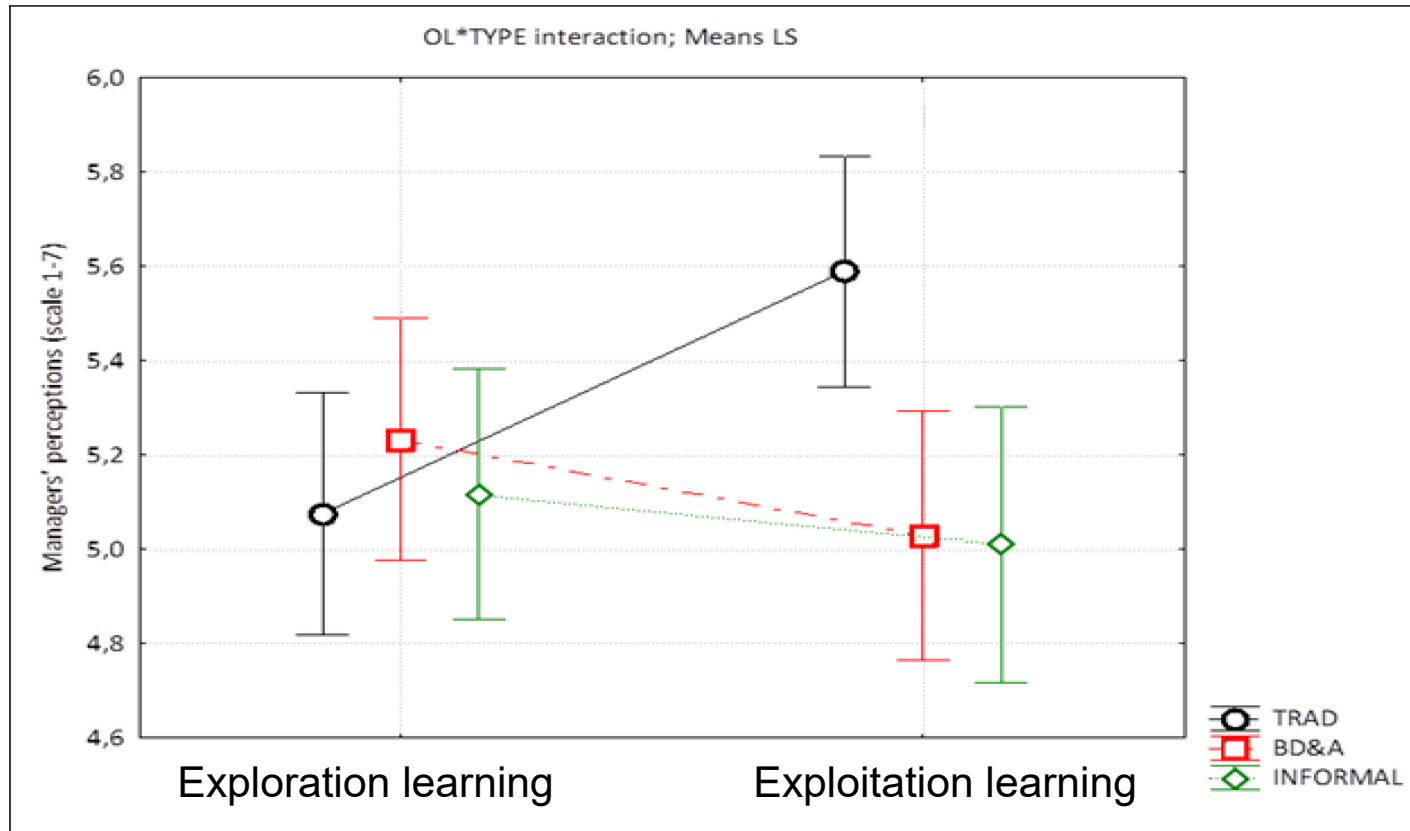 OL*TYPE interaction; Means LS
Managers' perceptions (scale 1-7)
6,0
5,8
5,6
5,4
5,2
5,0
4,8
4,6
Exploration learning
Exploitation learning
TRAD
BD&A
INFORMAL